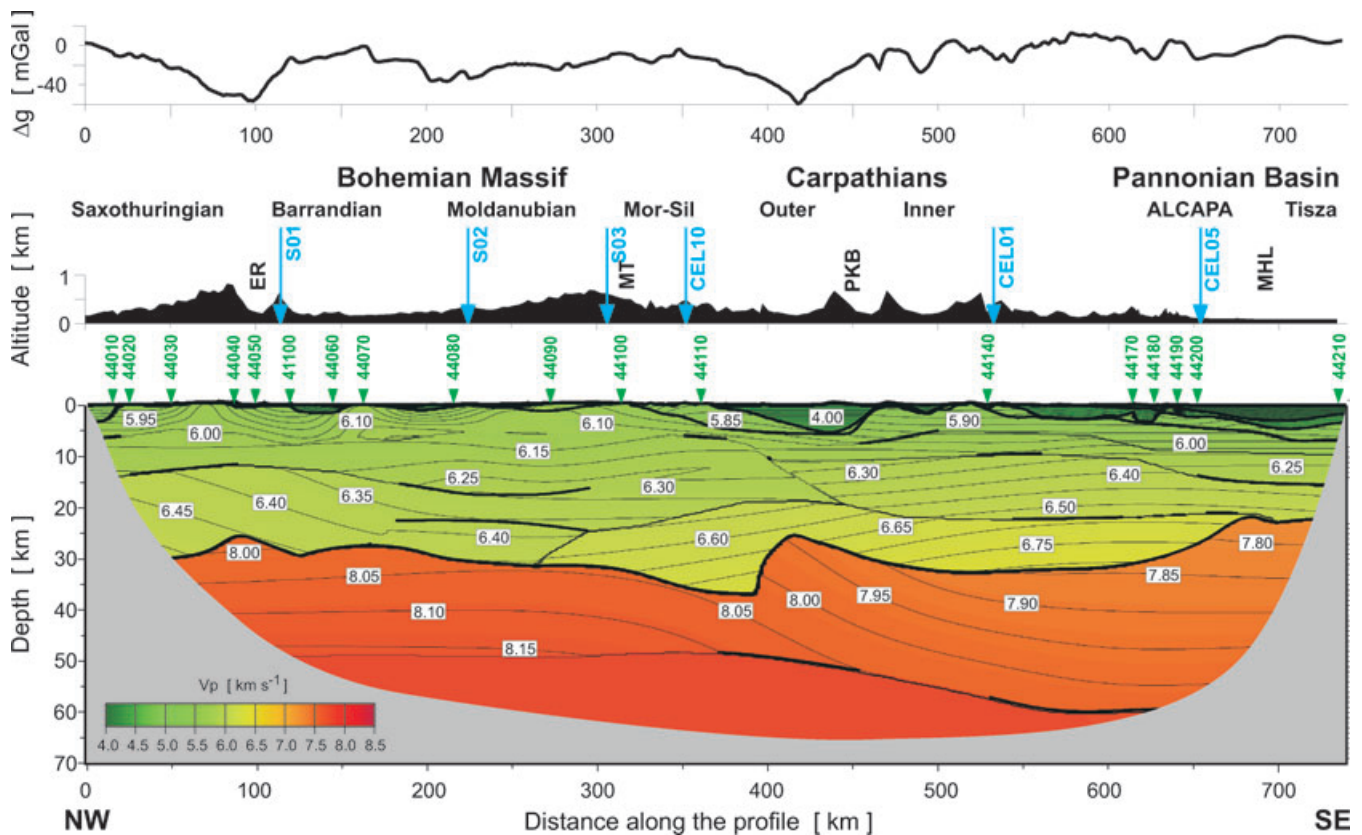 Δg [ mGal ]
0
-40
0 100 200 300 400 500 600 700
Bohemian Massif Carpathians Pannonian Basin
Saxothuringian Barrandian Moldanubian Mor-Sil Outer Inner ALCAPA Tisza
Altitude [ km ]
1
0
ER S01 S02 S03 MT CEL10 PKB CEL01 CEL05 MHL
44010 44020 44030 44040 44050 41100 44060 44070 44080 44090 44100 44110 44140 44170 44180 44190 44200 44210
Depth [ km ]
0
10
20
30
40
50
60
70
5.95 6.10 6.10 5.85 4.00 5.90
6.00 6.00
6.15
6.25 6.30 6.30 6.40 6.25
6.45 6.40 6.35 6.50
6.40 6.60 6.65 6.75
8.00 7.80
8.05 7.85
8.10 8.05 8.00 7.95 7.90
8.15
Vp [ km s⁻¹ ]
4.0 4.5 5.0 5.5 6.0 6.5 7.0 7.5 8.0 8.5
0 100 200 300 400 500 600 700
NW Distance along the profile [ km ] SE